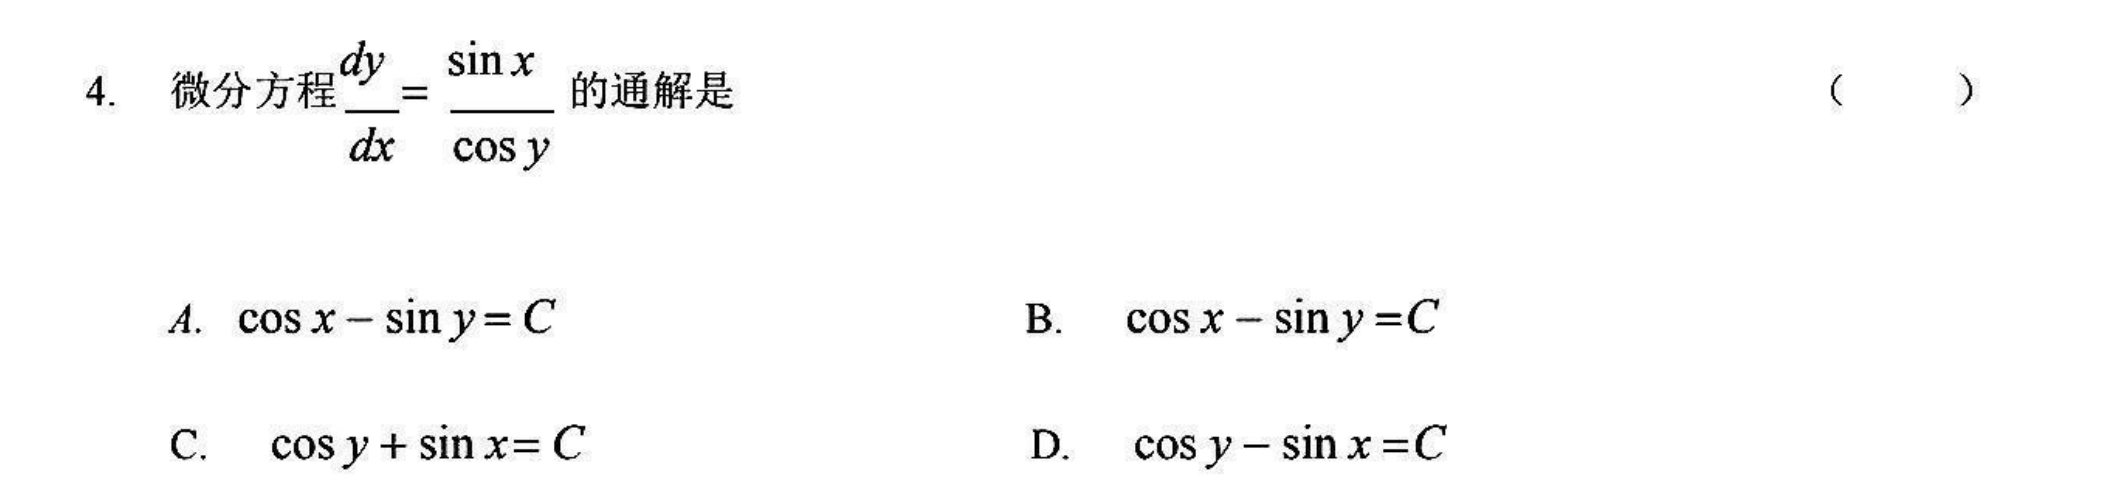 4. 微分方程 dy/dx = sin x / cos y 的通解是 ( )
A. cos x − sin y = C B. cos x − sin y = C
C. cos y + sin x = C D. cos y − sin x = C